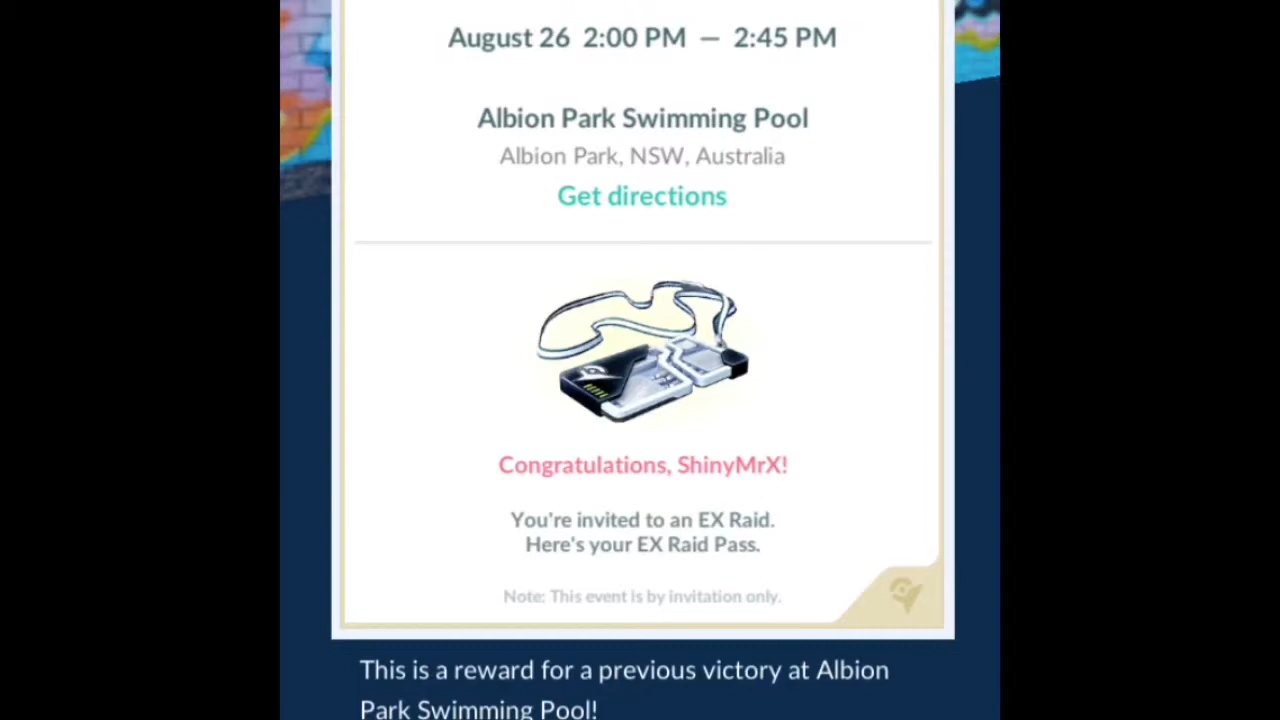 August 26 2:00 PM — 2:45 PM
Albion Park Swimming Pool
Albion Park, NSW, Australia
Get directions
Congratulations, ShinyMrX!
You're invited to an EX Raid.
Here's your EX Raid Pass.
Note: This event is by invitation only.
This is a reward for a previous victory at Albion
Park Swimming Pool!